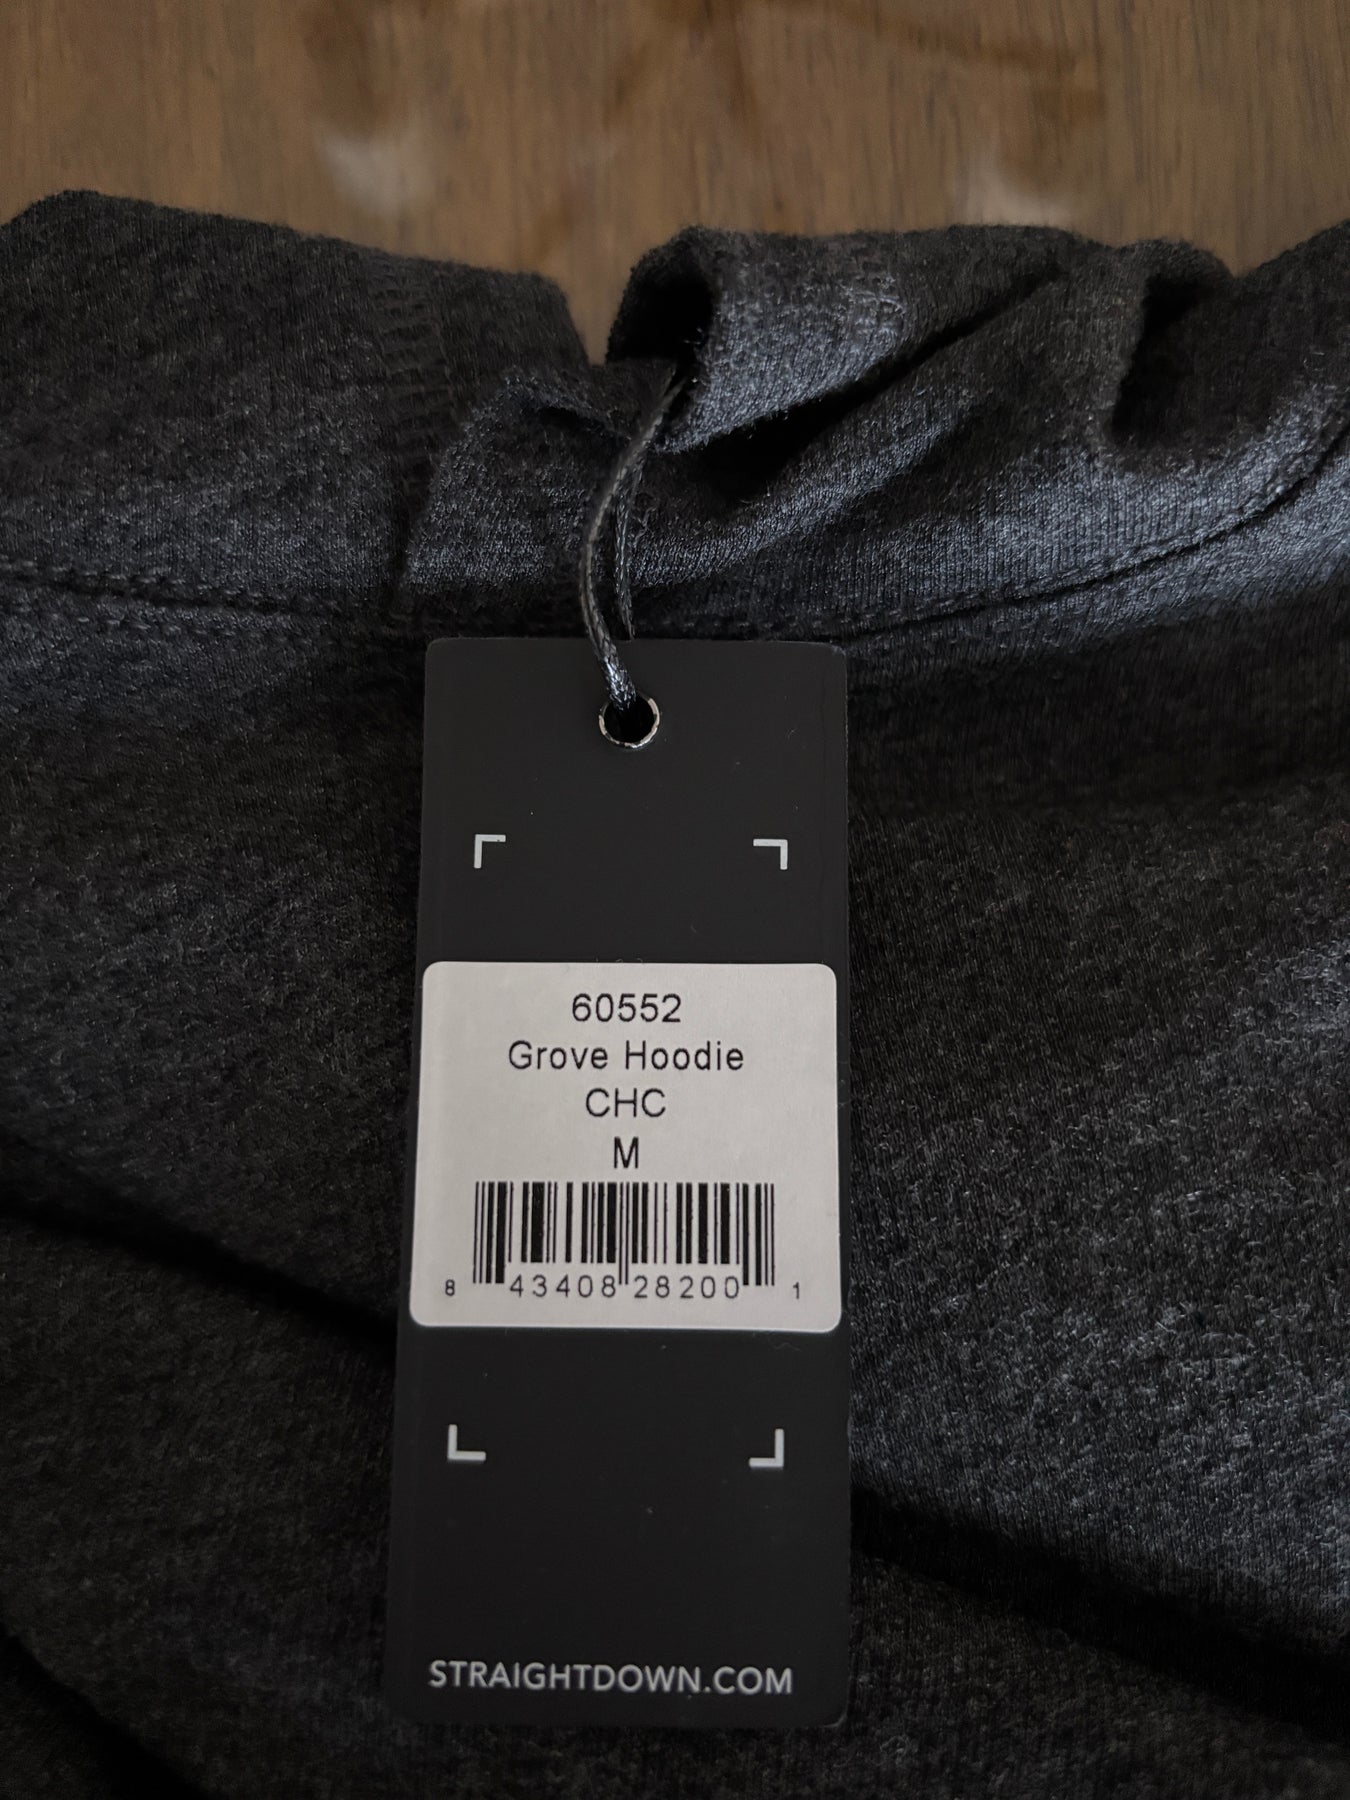 60552
Grove Hoodie
CHC
M
8 43408 28200 1
STRAIGHTDOWN.COM